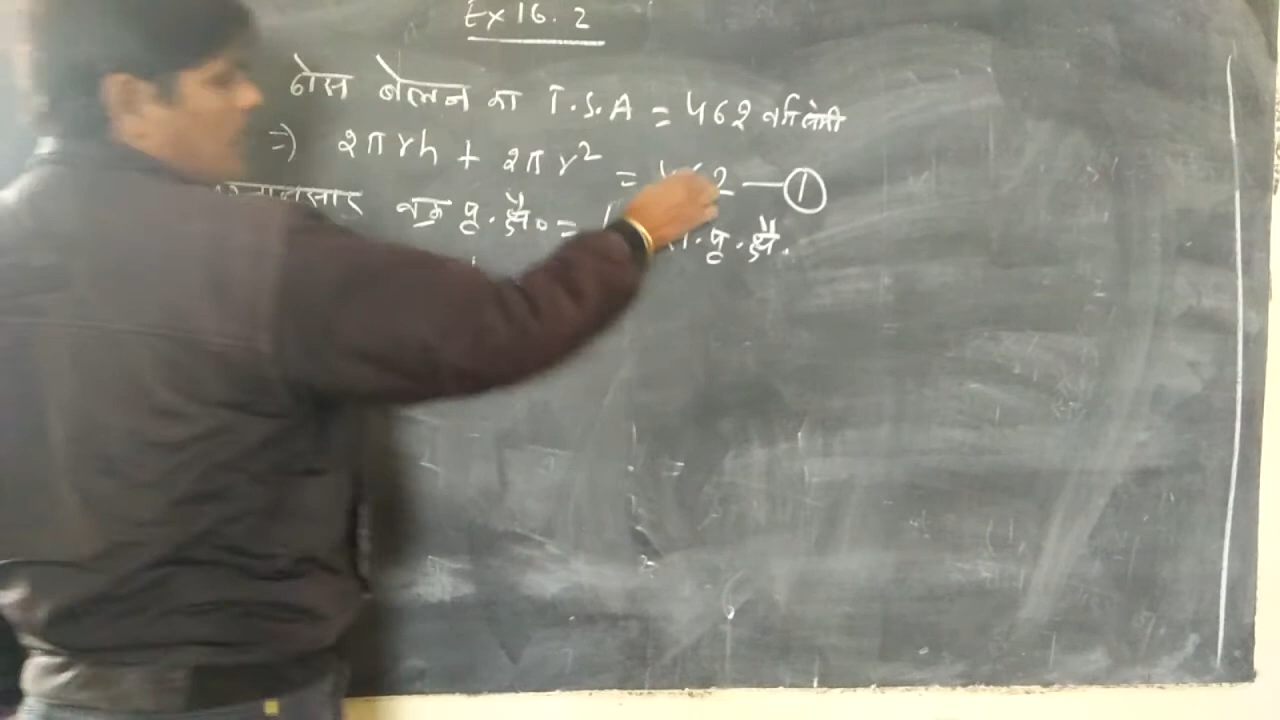 Ex 16.2
ठोस बेलन का T.S.A = 462 वर्ग सेमी
⇒ 2πrh + 2πr² = 462 —①
वक्र पृ. क्षे० = पृ. क्षे.